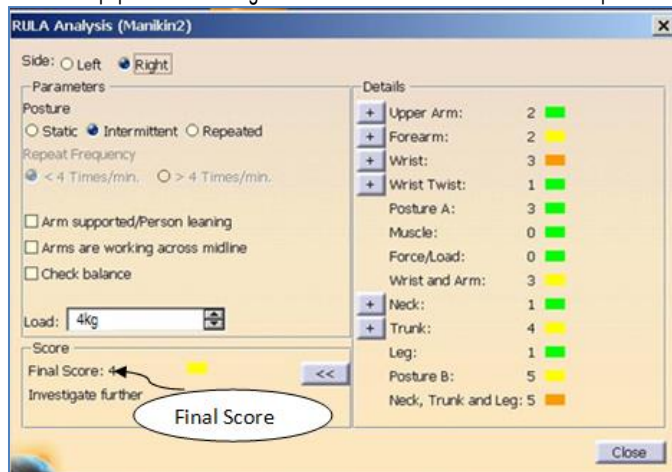 RULA Analysis (Manikin2)
Side: Left Right
Parameters
Posture
Static Intermittent Repeated
Repeat Frequency
< 4 Times/min. > 4 Times/min.
Arm supported/Person leaning
Arms are working across midline
Check balance
Load: 4kg
Score
Final Score: 4
<<
Investigate further
Final Score
Details
+ Upper Arm: 2
+ Forearm: 2
+ Wrist: 3
+ Wrist Twist: 1
Posture A: 3
Muscle: 0
Force/Load: 0
Wrist and Arm: 3
+ Neck: 1
+ Trunk: 4
Leg: 1
Posture B: 5
Neck, Trunk and Leg: 5
Close